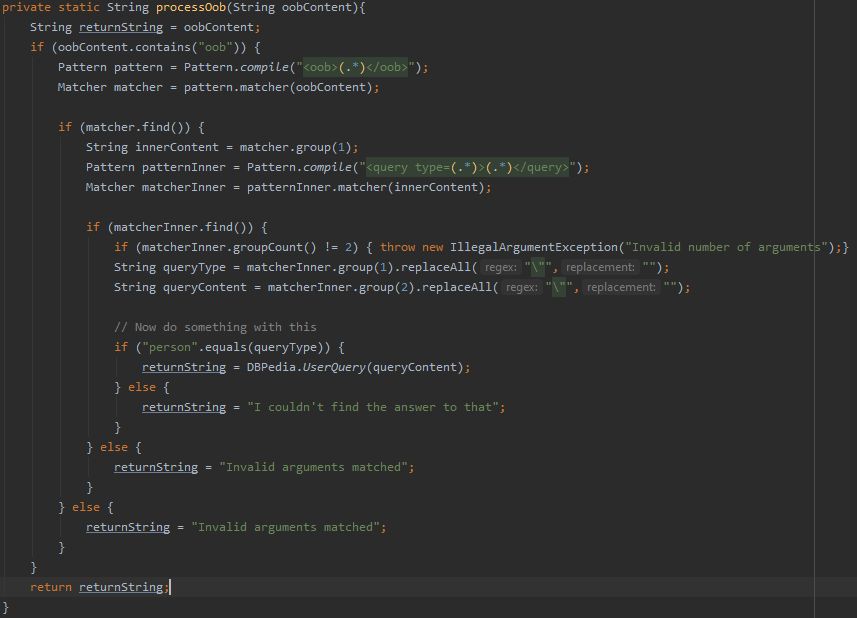 private static String processOob(String oobContent){
    String returnString = oobContent;
    if (oobContent.contains("oob")) {
        Pattern pattern = Pattern.compile("<oob>(.*)</oob>");
        Matcher matcher = pattern.matcher(oobContent);

        if (matcher.find()) {
            String innerContent = matcher.group(1);
            Pattern patternInner = Pattern.compile("<query type=(.*)>(.*)</query>");
            Matcher matcherInner = patternInner.matcher(innerContent);

            if (matcherInner.find()) {
                if (matcherInner.groupCount() != 2) { throw new IllegalArgumentException("Invalid number of arguments");}
                String queryType = matcherInner.group(1).replaceAll( regex: "\"", replacement: "");
                String queryContent = matcherInner.group(2).replaceAll( regex: "\"", replacement: "");

                // Now do something with this
                if ("person".equals(queryType)) {
                    returnString = DBPedia.UserQuery(queryContent);
                } else {
                    returnString = "I couldn't find the answer to that";
                }
            } else {
                returnString = "Invalid arguments matched";
            }
        } else {
            returnString = "Invalid arguments matched";
        }
    }
    return returnString;
}